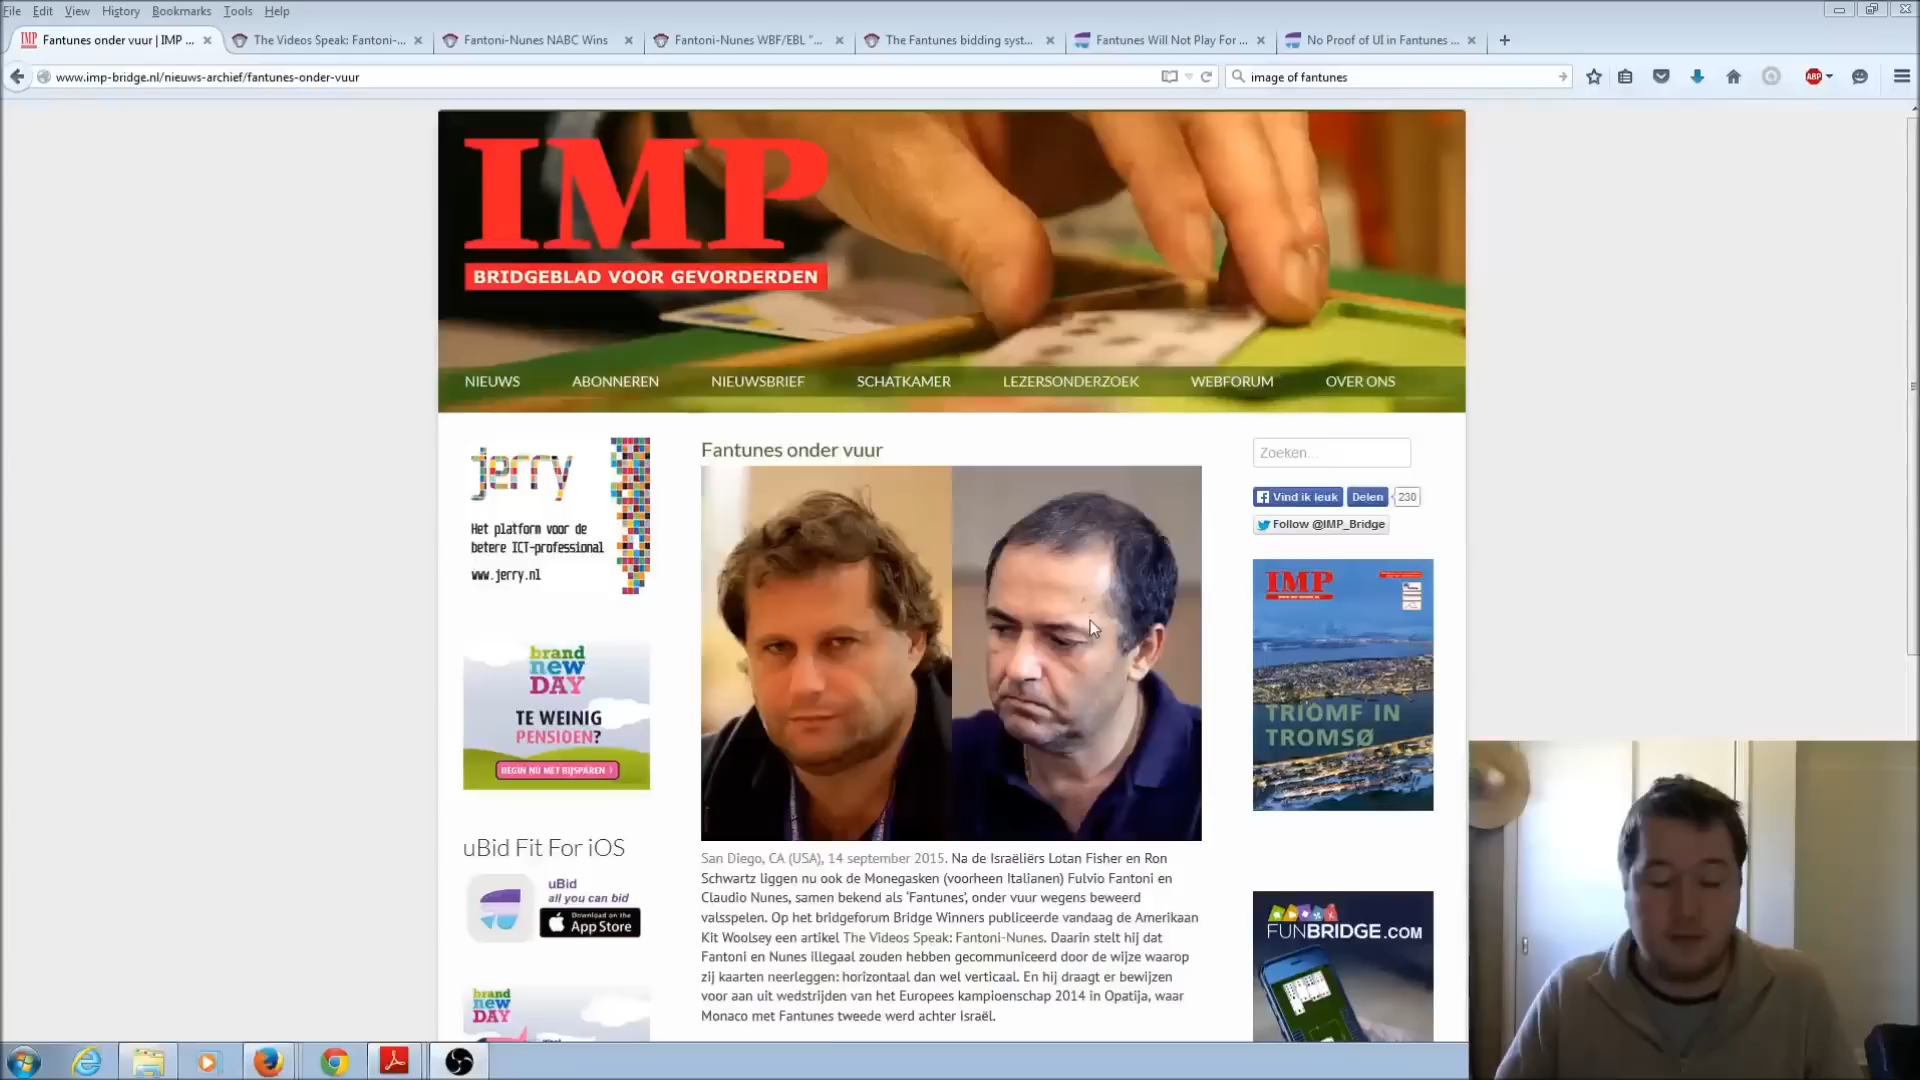 File Edit View History Bookmarks Tools Help
IMP Fantunes onder vuur | IMP ...
The Videos Speak: Fantoni-...
Fantoni-Nunes NABC Wins
Fantoni-Nunes WBF/EBL "...
The Fantunes bidding syst...
Fantunes Will Not Play For ...
No Proof of UI in Fantunes ...
www.imp-bridge.nl/nieuws-archief/fantunes-onder-vuur
image of fantunes
ABP
IMP
BRIDGEBLAD VOOR GEVORDERDEN
NIEUWS ABONNEREN NIEUWSBRIEF SCHATKAMER LEZERSONDERZOEK WEBFORUM OVER ONS
jerry
Het platform voor de
betere ICT-professional
www.jerry.nl
brand
new
DAY
TE WEINIG
PENSIOEN?
BEGIN NU MET BIJSPAREN
uBid Fit For iOS
uBid
all you can bid
Download on the
App Store
brand
new
DAY
Fantunes onder vuur
San Diego, CA (USA), 14 september 2015. Na de Israëliërs Lotan Fisher en Ron
Schwartz liggen nu ook de Monegasken (voorheen Italianen) Fulvio Fantoni en
Claudio Nunes, samen bekend als ‘Fantunes’, onder vuur wegens beweerd
valsspelen. Op het bridgeforum Bridge Winners publiceerde vandaag de Amerikaan
Kit Woolsey een artikel The Videos Speak: Fantoni-Nunes. Daarin stelt hij dat
Fantoni en Nunes illegaal zouden hebben gecommuniceerd door de wijze waarop
zij kaarten neerleggen: horizontaal dan wel verticaal. En hij draagt er bewijzen
voor aan uit wedstrijden van het Europees kampioenschap 2014 in Opatija, waar
Monaco met Fantunes tweede werd achter Israël.
Zoeken...
Vind ik leuk Delen 230
Follow @IMP_Bridge
IMP
TRIOMF IN
TROMSØ
FUNBRIDGE.COM